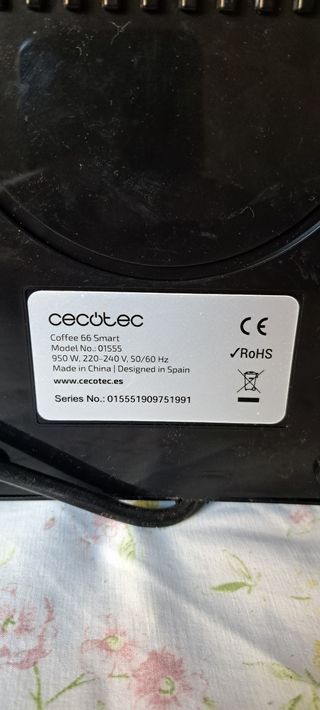 cecotec
Coffee 66 Smart
Model No.: 01555
950 W, 220-240 V, 50/60 Hz
Made in China | Designed in Spain
www.cecotec.es
Series No.: 015551909751991
CE
✓RoHS